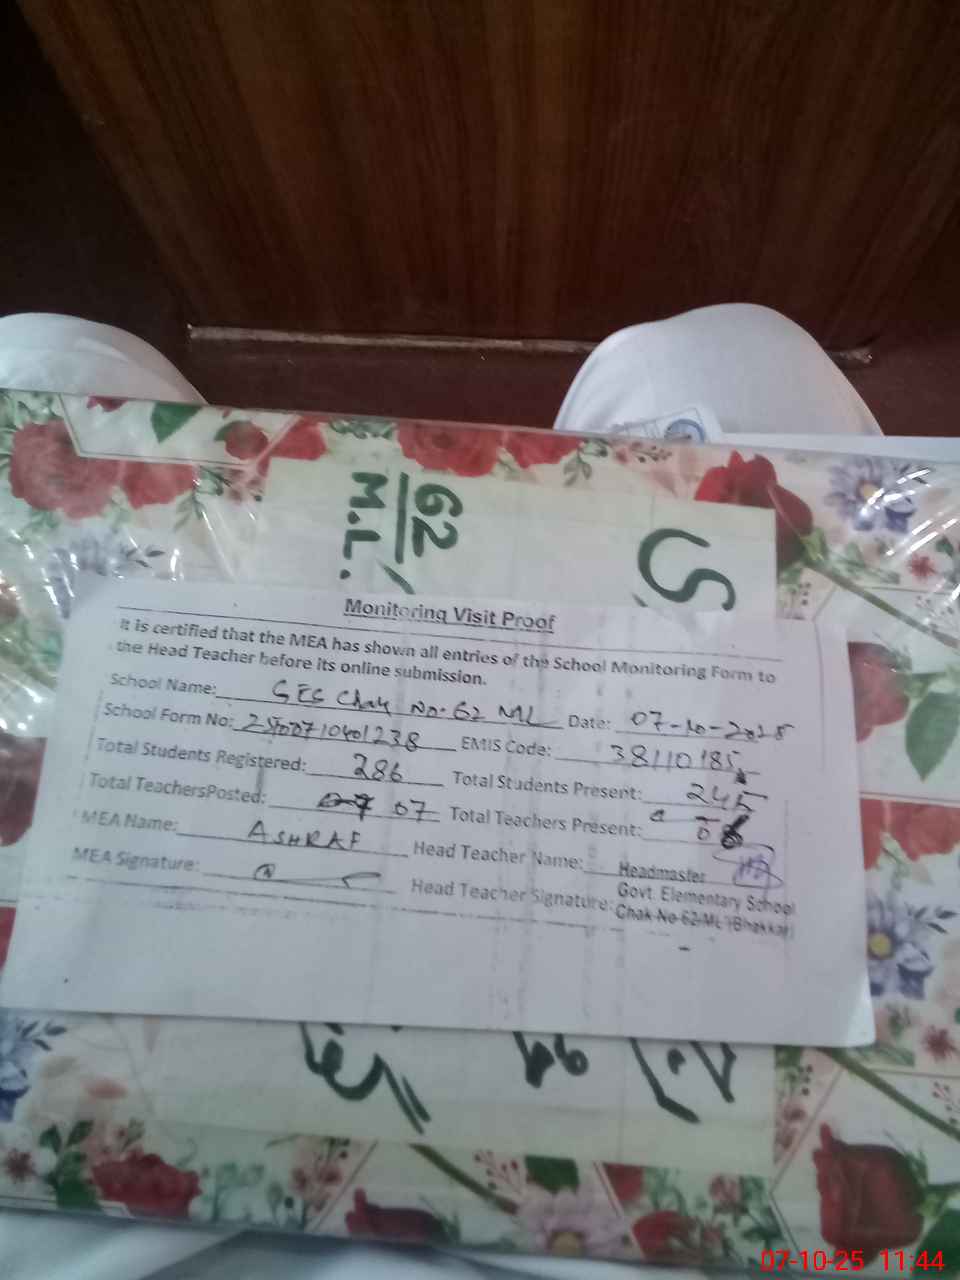 62
M.L.
Monitoring Visit Proof
It is certified that the MEA has shown all entries of the School Monitoring Form to
the Head Teacher before its online submission.
School Name: GES Chak No. 62 ML Date: 07-10-2025
School Form No: EMIS Code: 38110185
Total Students Registered: 286 Total Students Present: 245
Total TeachersPosted: 07 Total Teachers Present: 06
MEA Name: ASHRAF Head Teacher Name: Headmaster
MEA Signature: Head Teacher Signature: Govt. Elementary School
Chak No 62 ML (Bhakkar)
07-10-25 11:44